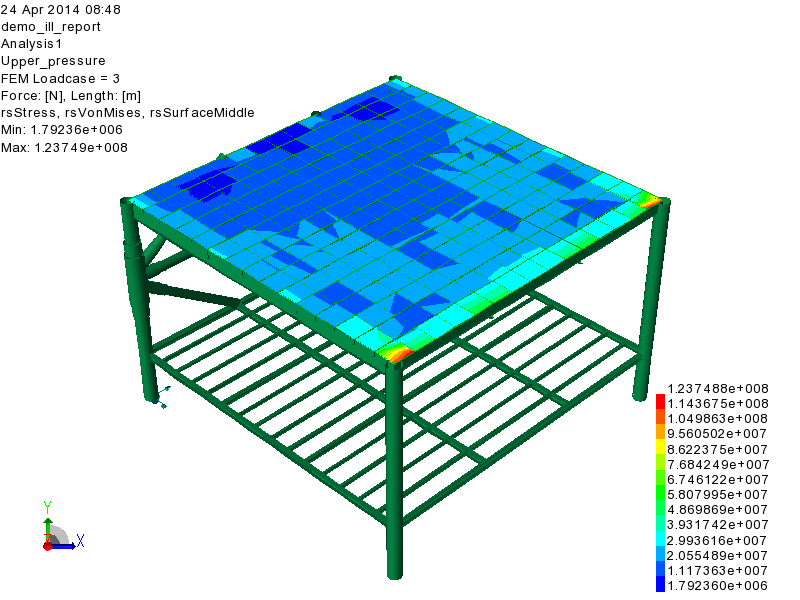 24 Apr 2014 08:48
demo_ill_report
Analysis1
Upper_pressure
FEM Loadcase = 3
Force: [N], Length: [m]
rsStress, rsVonMises, rsSurfaceMiddle
Min: 1.79236e+006
Max: 1.23749e+008
1.237488e+008
1.143675e+008
1.049863e+008
9.560502e+007
8.622375e+007
7.684249e+007
6.746122e+007
5.807995e+007
4.869869e+007
3.931742e+007
2.993616e+007
2.055489e+007
1.117363e+007
1.792360e+006
Y
Z
X